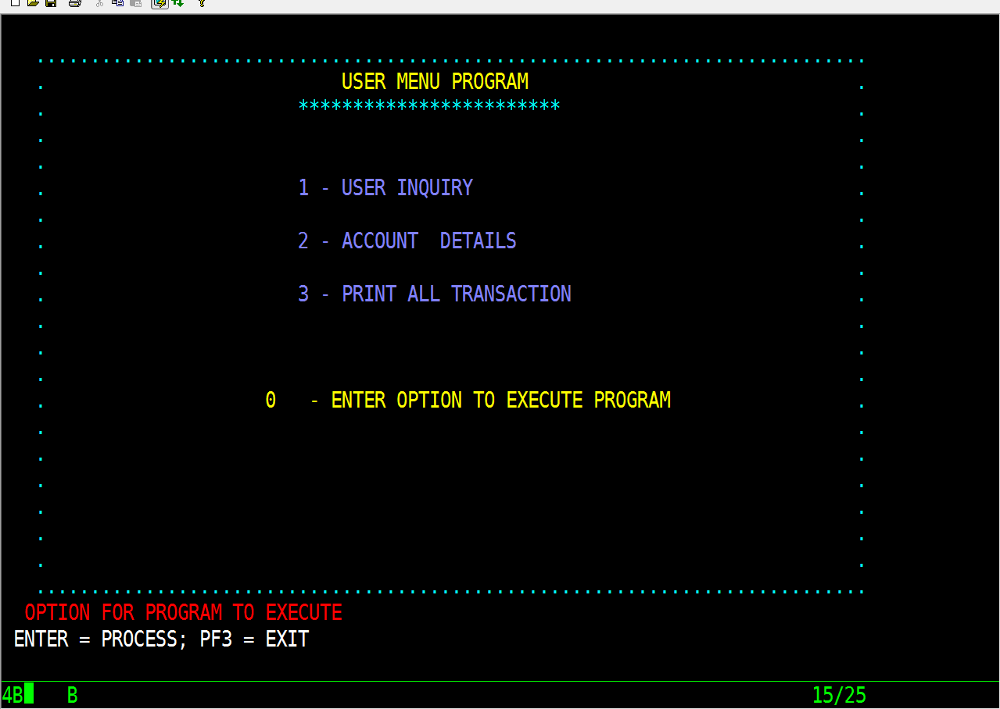 ...........................................................................
USER MENU PROGRAM
************************
1 - USER INQUIRY
2 - ACCOUNT  DETAILS
3 - PRINT ALL TRANSACTION
0   - ENTER OPTION TO EXECUTE PROGRAM
...........................................................................
OPTION FOR PROGRAM TO EXECUTE
ENTER = PROCESS; PF3 = EXIT
4B    B    15/25